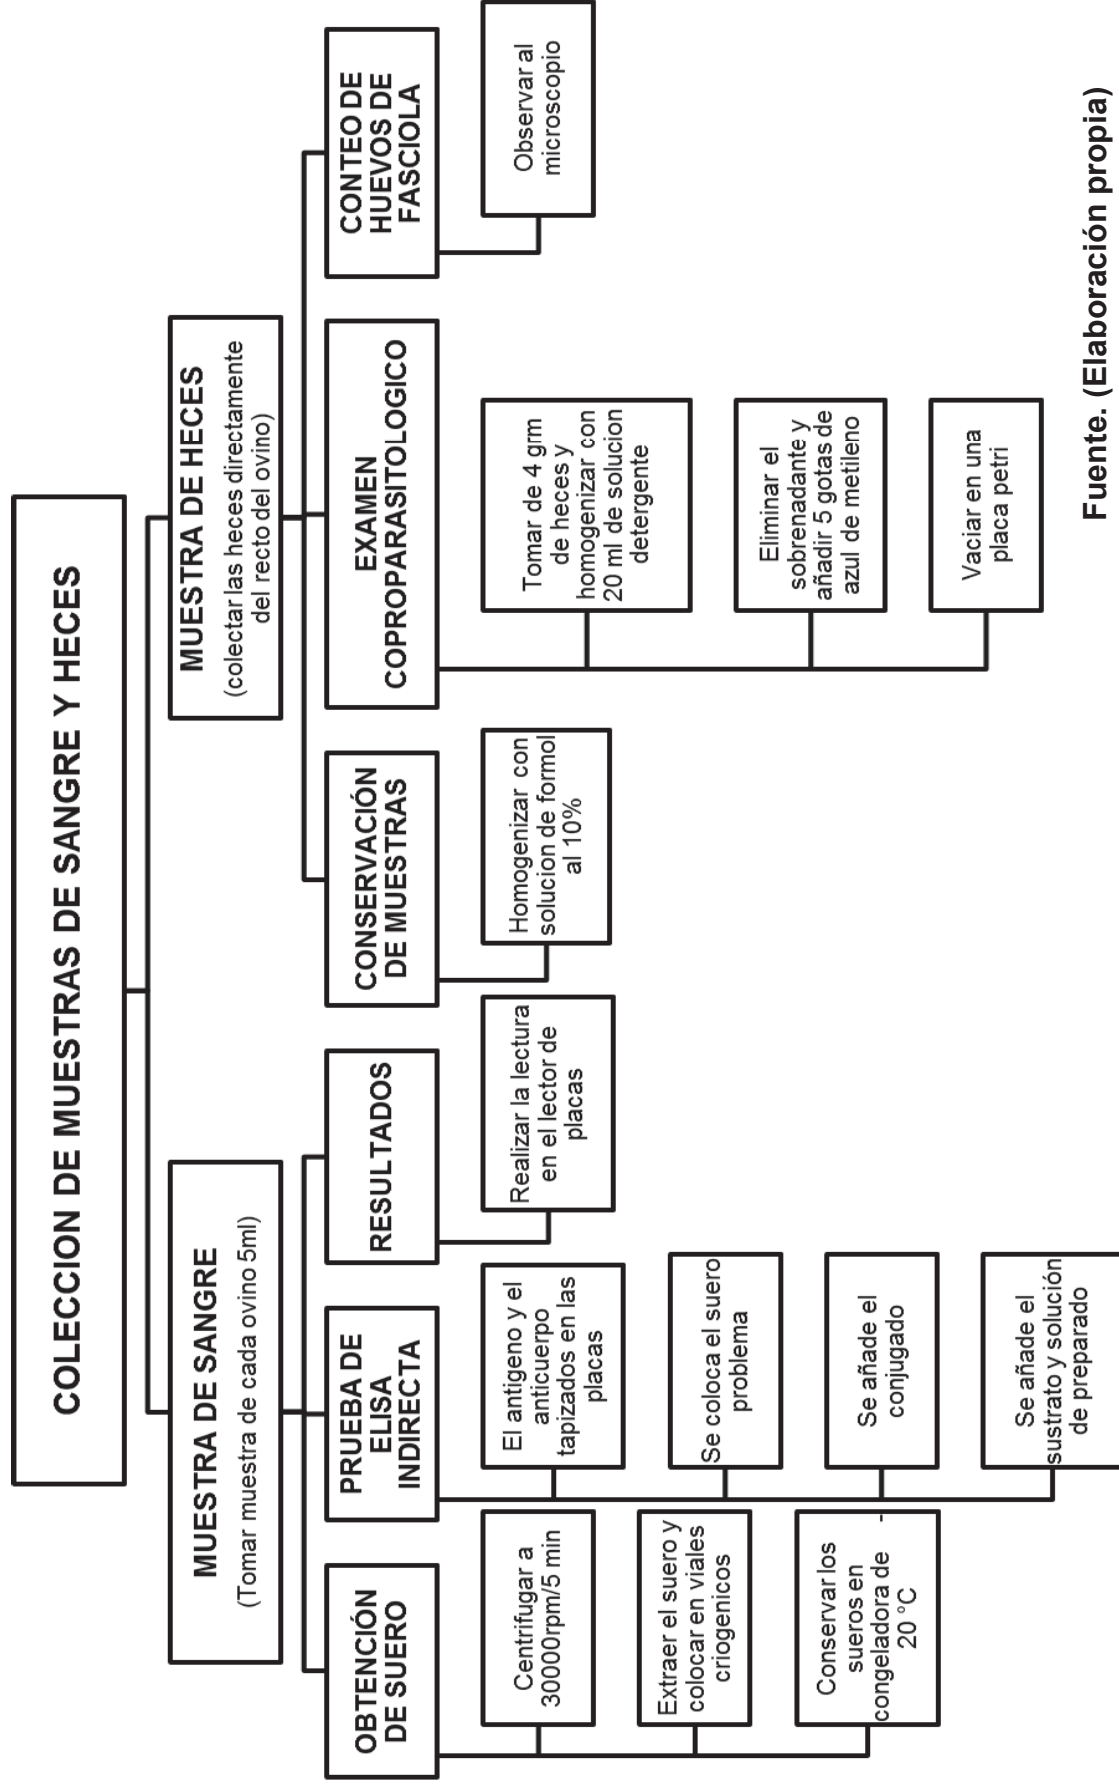 COLECCION DE MUESTRAS DE SANGRE Y HECES
MUESTRA DE SANGRE
(Tomar muestra de cada ovino 5ml)
OBTENCIÓN
DE SUERO
Centrifugar a
30000rpm/5 min
Extraer el suero y
colocar en viales
criogenicos
Conservar los
sueros en
congeladora de -
20 °C
PRUEBA DE
ELISA
INDIRECTA
El antigeno y el
anticuerpo
tapizados en las
placas
Se coloca el suero
problema
Se añade el
conjugado
Se añade el
sustrato y solución
de preparado
RESULTADOS
Realizar la lectura
en el lector de
placas
MUESTRA DE HECES
(colectar las heces directamente
del recto del ovino)
CONSERVACIÓN
DE MUESTRAS
Homogenizar con
solucion de formol
al 10%
EXAMEN
COPROPARASITOLOGICO
Tomar de 4 grm
de heces y
homogenizar con
20 ml de solucion
detergente
Eliminar el
sobrenadante y
añadir 5 gotas de
azul de metileno
Vaciar en una
placa petri
CONTEO DE
HUEVOS DE
FASCIOLA
Observar al
microscopio
Fuente. (Elaboración propia)